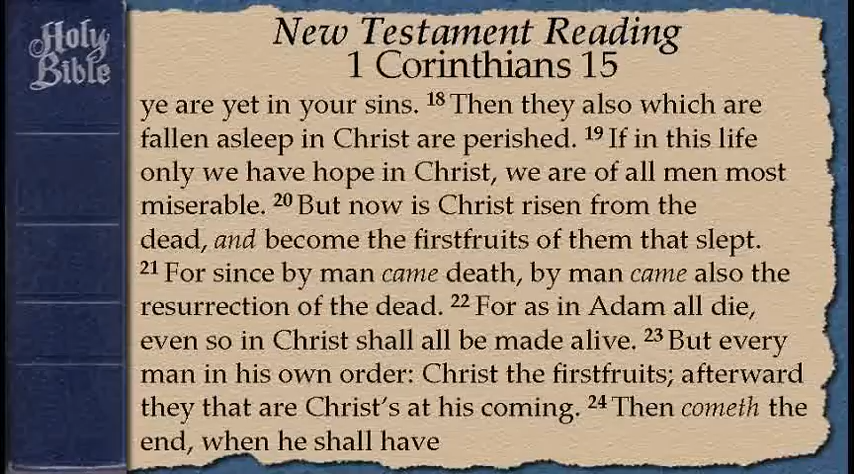 Holy
Bible
New Testament Reading
1 Corinthians 15
ye are yet in your sins. 18 Then they also which are
fallen asleep in Christ are perished. 19 If in this life
only we have hope in Christ, we are of all men most
miserable. 20 But now is Christ risen from the
dead, and become the firstfruits of them that slept.
21 For since by man came death, by man came also the
resurrection of the dead. 22 For as in Adam all die,
even so in Christ shall all be made alive. 23 But every
man in his own order: Christ the firstfruits; afterward
they that are Christ's at his coming. 24 Then cometh the
end, when he shall have